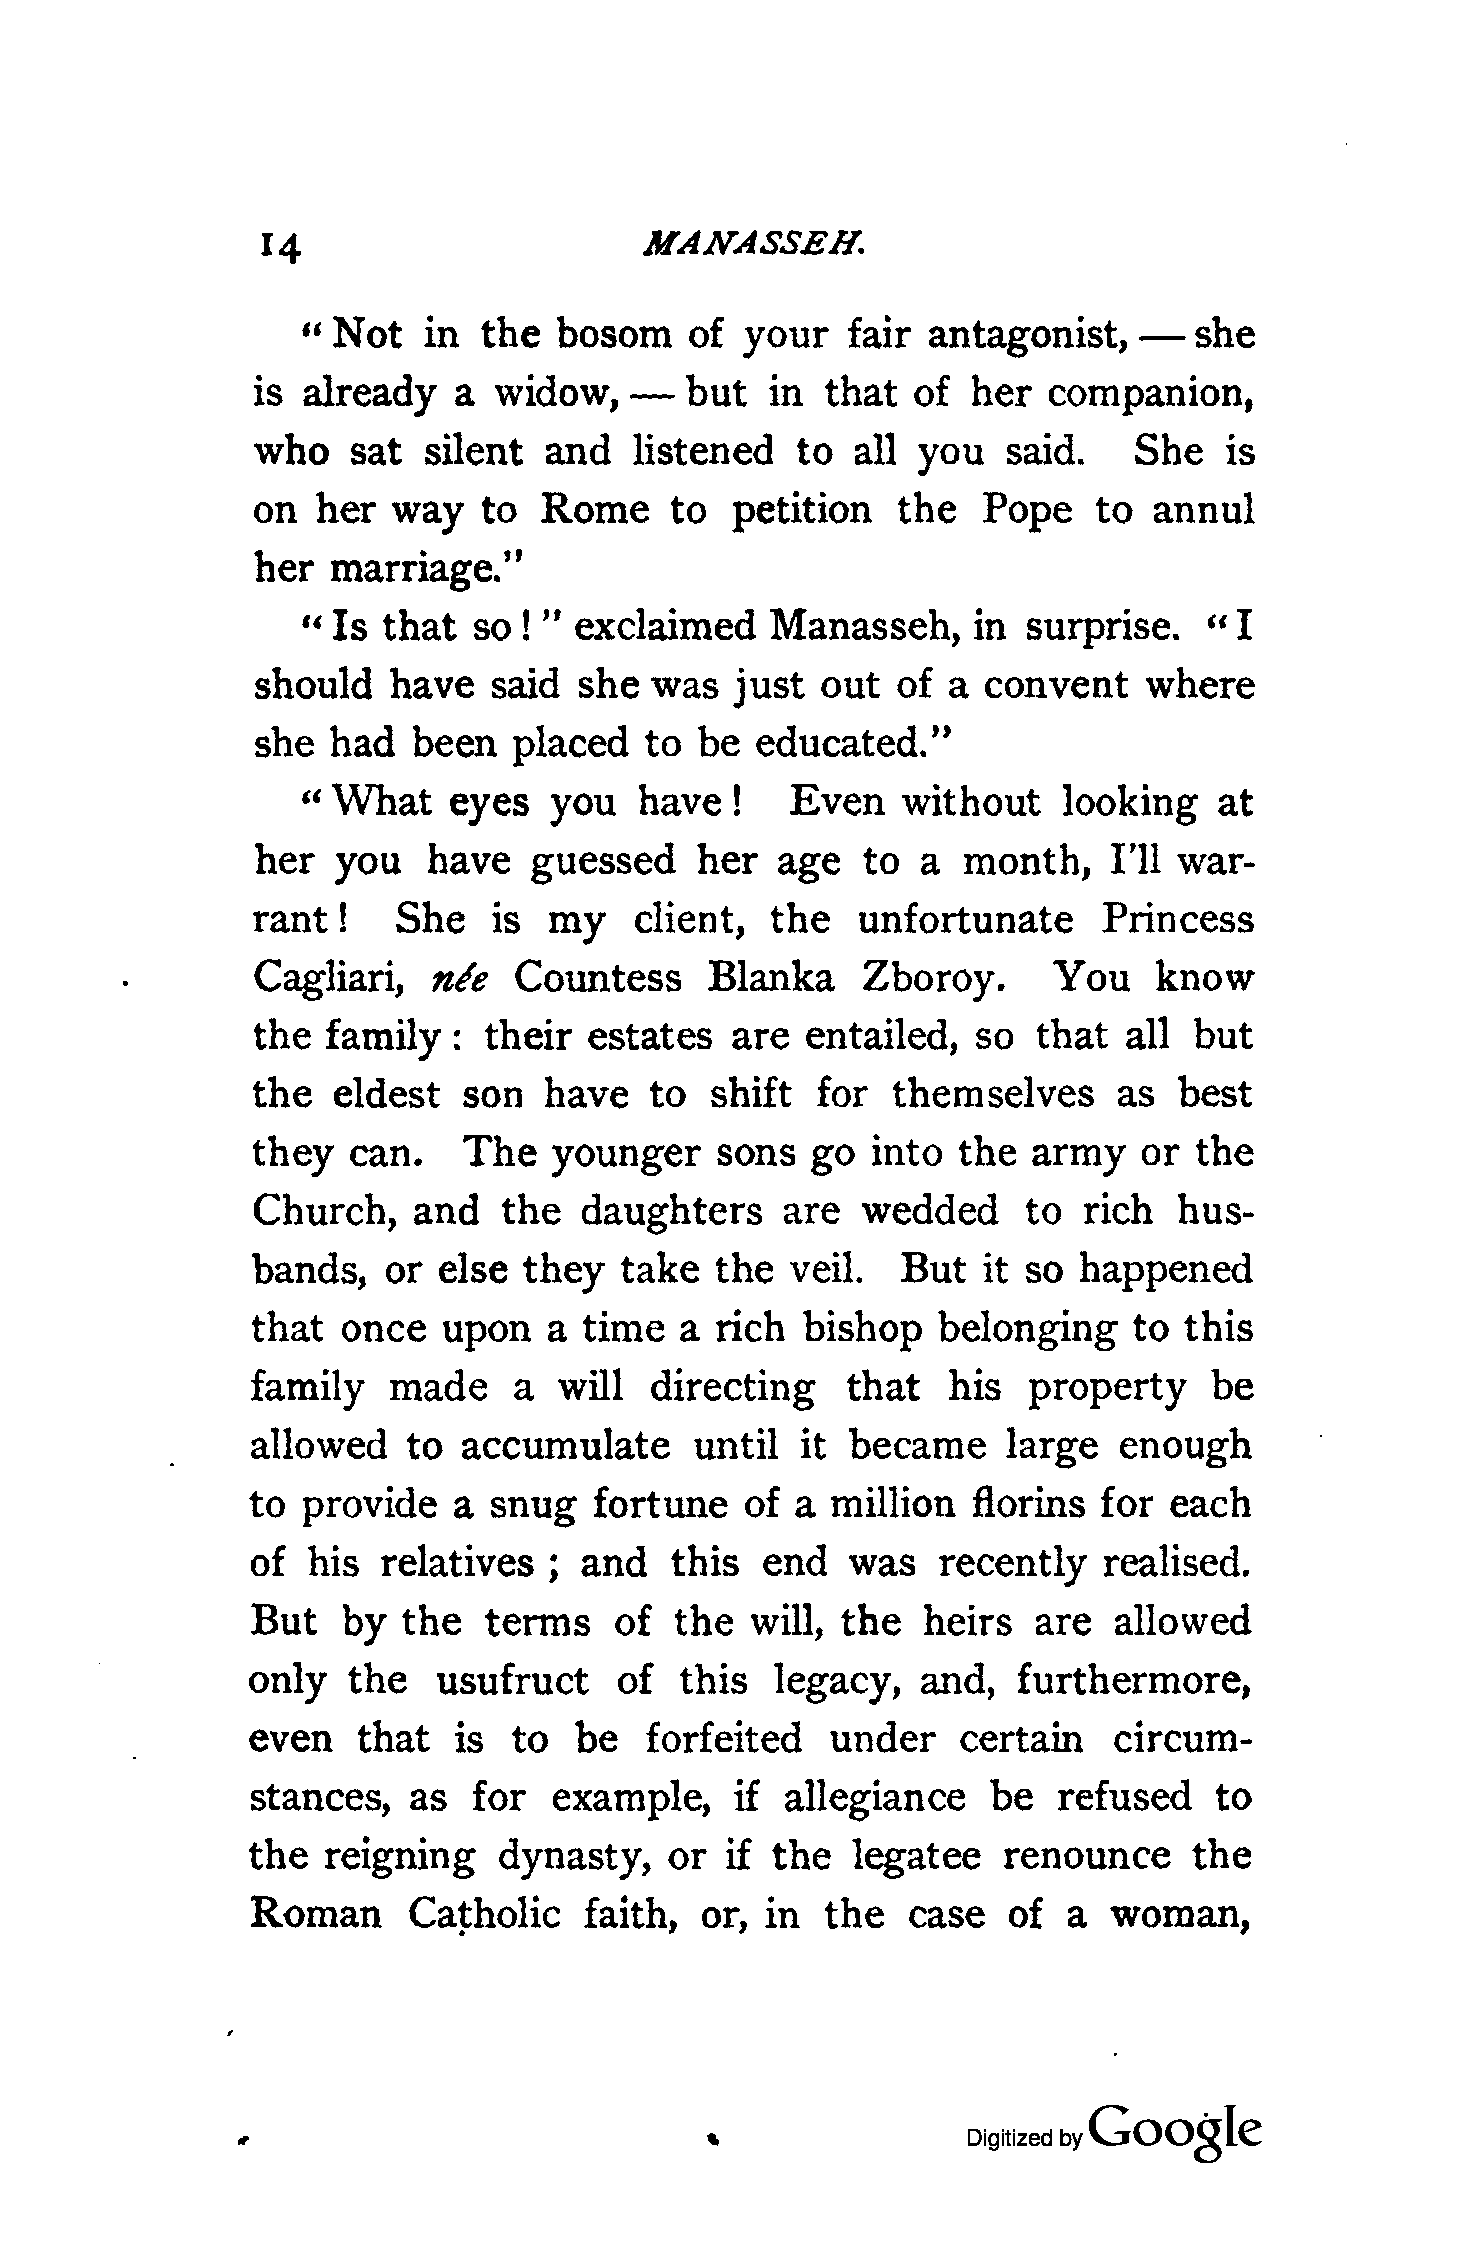 14 MANASSEH.
“ Not in the bosom of your fair antagonist, — she
is already a widow, — but in that of her companion,
who sat silent and listened to all you said. She is
on her way to Rome to petition the Pope to annul
her marriage.”
“ Is that so ! ” exclaimed Manasseh, in surprise. “ I
should have said she was just out of a convent where
she had been placed to be educated.”
“ What eyes you have ! Even without looking at
her you have guessed her age to a month, I’ll war-
rant ! She is my client, the unfortunate Princess
Cagliari, née Countess Blanka Zboroy. You know
the family : their estates are entailed, so that all but
the eldest son have to shift for themselves as best
they can. The younger sons go into the army or the
Church, and the daughters are wedded to rich hus-
bands, or else they take the veil. But it so happened
that once upon a time a rich bishop belonging to this
family made a will directing that his property be
allowed to accumulate until it became large enough
to provide a snug fortune of a million florins for each
of his relatives ; and this end was recently realised.
But by the terms of the will, the heirs are allowed
only the usufruct of this legacy, and, furthermore,
even that is to be forfeited under certain circum-
stances, as for example, if allegiance be refused to
the reigning dynasty, or if the legatee renounce the
Roman Catholic faith, or, in the case of a woman,
Digitized by Google